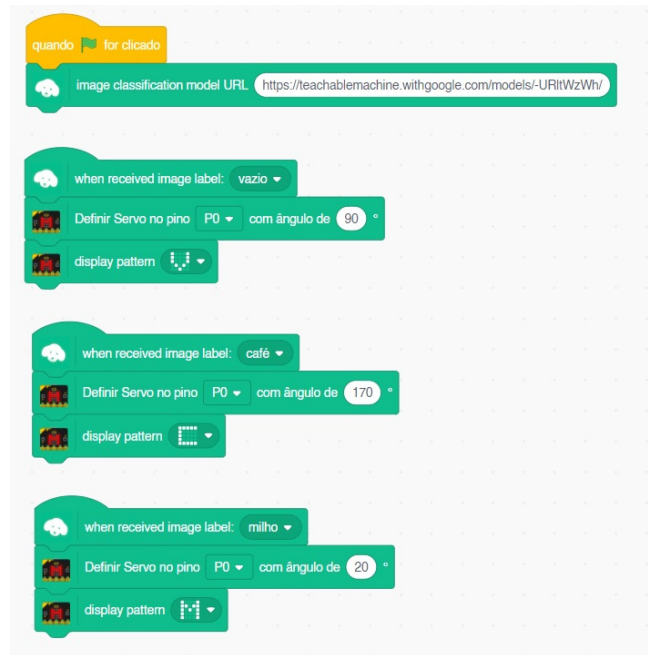 quando for clicado
image classification model URL https://teachablemachine.withgoogle.com/models/-URltWzWh/
when received image label: vazio
Definir Servo no pino P0 com ângulo de 90 °
display pattern
when received image label: café
Definir Servo no pino P0 com ângulo de 170 °
display pattern
when received image label: milho
Definir Servo no pino P0 com ângulo de 20 °
display pattern